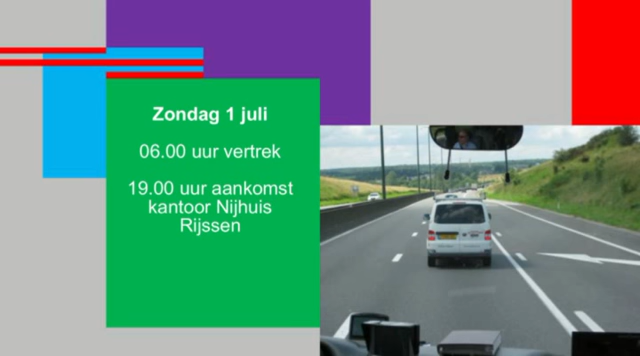 Zondag 1 juli
06.00 uur vertrek
19.00 uur aankomst
kantoor Nijhuis
Rijssen